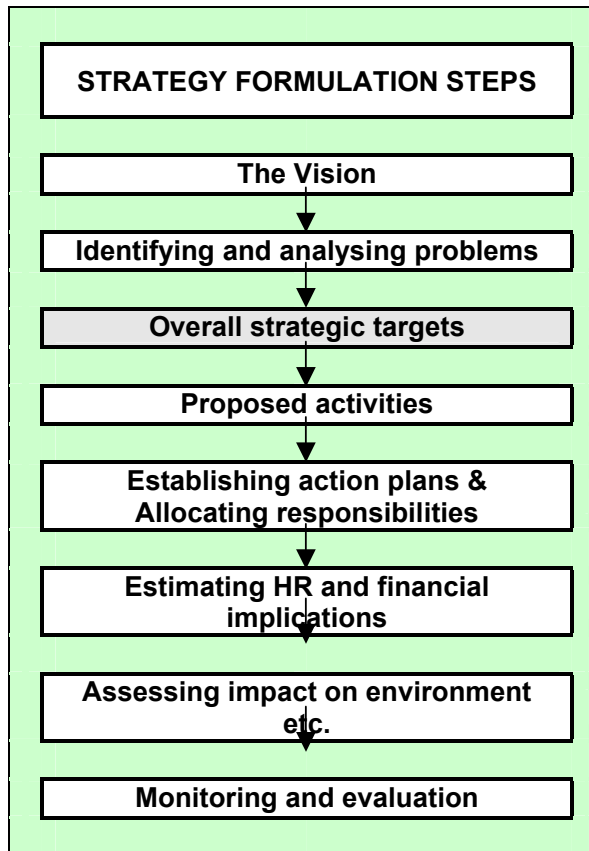 STRATEGY FORMULATION STEPS
The Vision
Identifying and analysing problems
Overall strategic targets
Proposed activities
Establishing action plans &
Allocating responsibilities
Estimating HR and financial
implications
Assessing impact on environment
etc.
Monitoring and evaluation